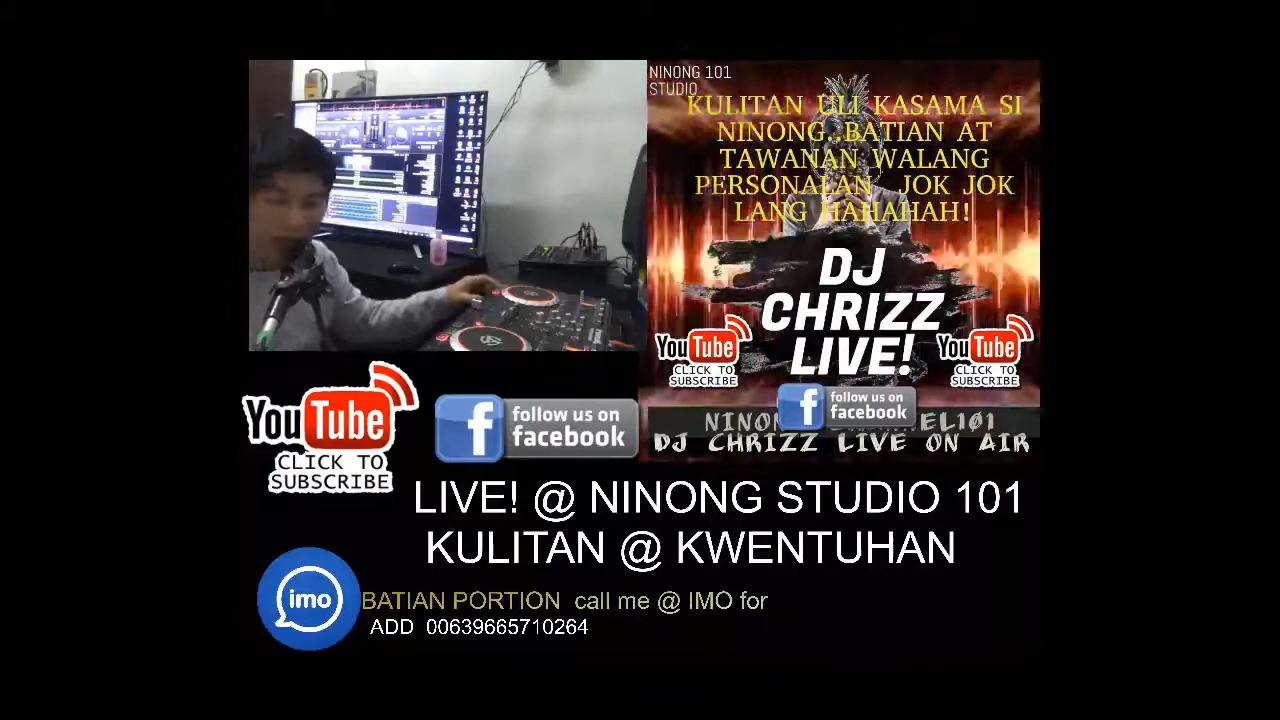 NINONG 101
STUDIO
KULITAN ULI KASAMA SI
NINONG..BATIAN AT
TAWANAN WALANG
PERSONALAN JOK JOK
LANG HAHAHAH!
DJ
CHRIZZ
LIVE!
YouTube
CLICK TO
SUBSCRIBE
YouTube
CLICK TO
SUBSCRIBE
follow us on
facebook
DJ CHRIZZ LIVE ON AIR
YouTube
CLICK TO
SUBSCRIBE
follow us on
facebook
LIVE! @ NINONG STUDIO 101
KULITAN @ KWENTUHAN
imo
BATIAN PORTION call me @ IMO for
ADD 00639665710264